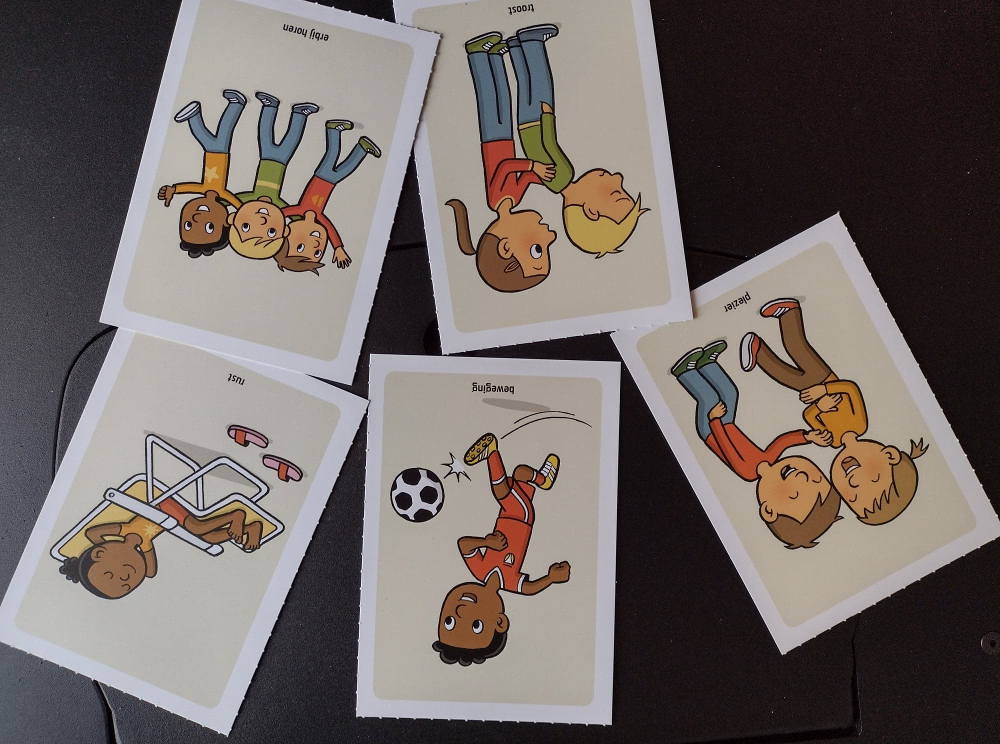 erbij horen
troost
plezier
rust
beweging